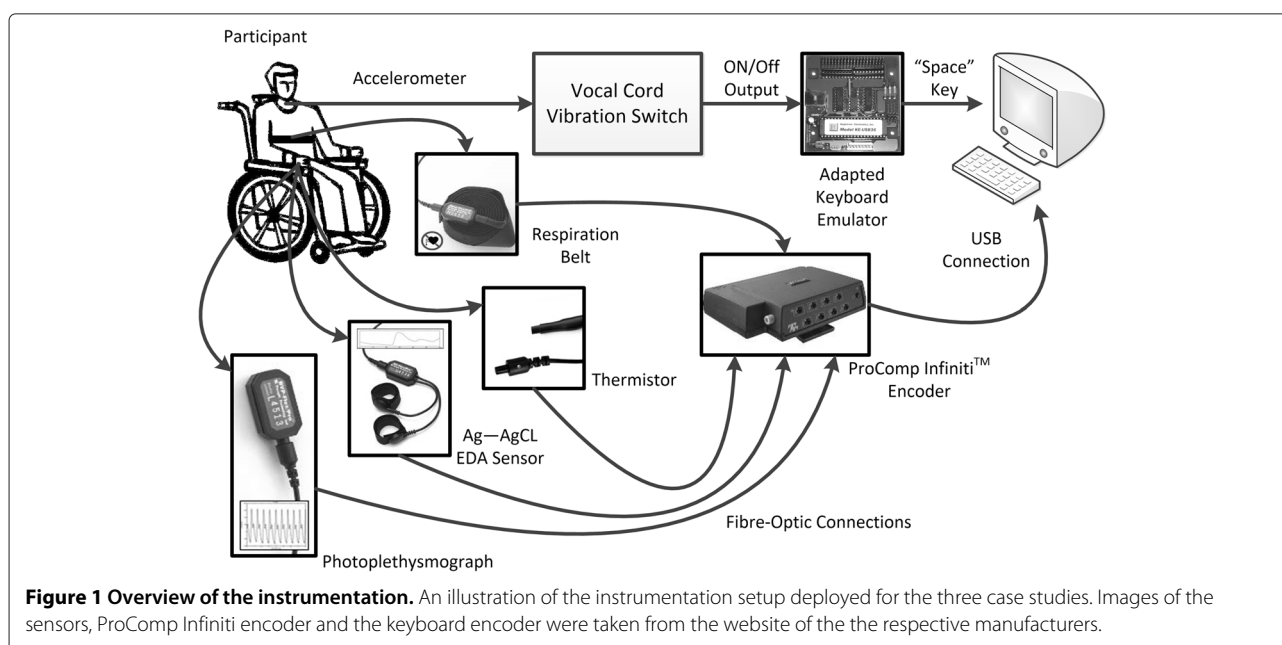 Participant
Accelerometer
Vocal Cord
Vibration Switch
ON/Off
Output
"Space"
Key
Adapted
Keyboard
Emulator
Respiration
Belt
USB
Connection
Thermistor
ProComp Infiniti™
Encoder
Ag—AgCL
EDA Sensor
Fibre-Optic Connections
Photoplethysmograph
Figure 1 Overview of the instrumentation. An illustration of the instrumentation setup deployed for the three case studies. Images of the
sensors, ProComp Infiniti encoder and the keyboard encoder were taken from the website of the the respective manufacturers.